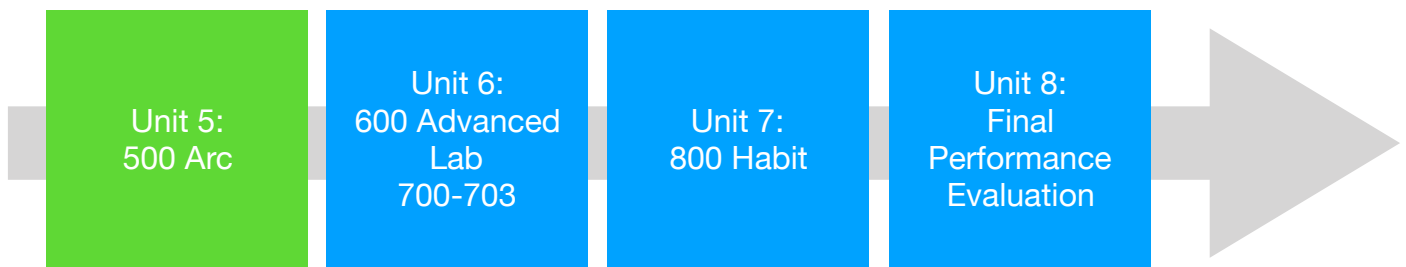 Unit 5:
500 Arc
Unit 6:
600 Advanced
Lab
700-703
Unit 7:
800 Habit
Unit 8:
Final
Performance
Evaluation